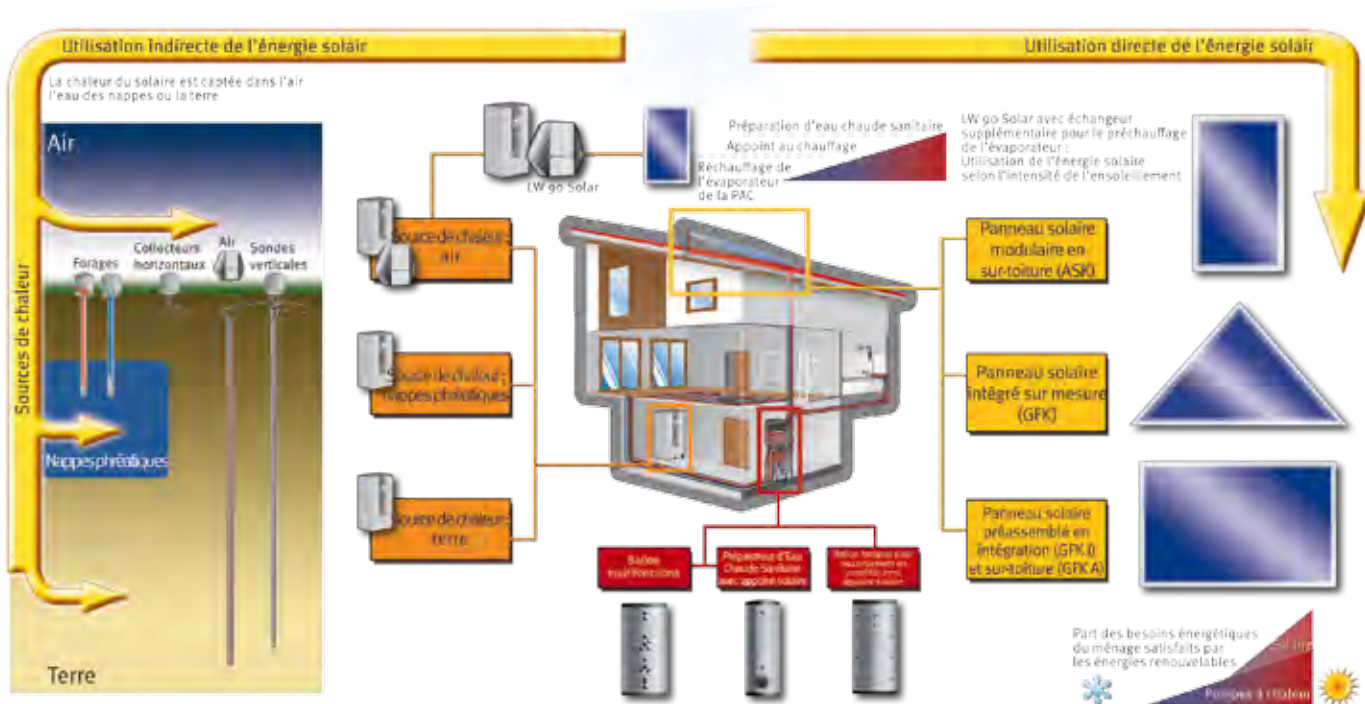 Utilisation indirecte de l'énergie solair
La chaleur du solaire est captée dans l'air
l'eau des nappes ou la terre
Utilisation directe de l'énergie solair
Sources de chaleur
Air
Forages
Collecteurs
horizontaux
Air
Sondes
verticales
Nappes phréatiques
Terre
LW 90 Solar
Préparation d'eau chaude sanitaire
Appoint au chauffage
Réchauffage de
l'évaporateur
de la PAC
LW 90 Solar avec échangeur
supplémentaire pour le préchauffage
de l'évaporateur :
Utilisation de l'énergie solaire
selon l'intensité de l'ensoleillement
Source de chaleur :
air
Source de chaleur :
nappes phréatiques
Source de chaleur :
terre
Panneau solaire
modulaire en
sur-toiture (ASK)
Panneau solaire
intégré sur mesure
(GFK)
Panneau solaire
préassemblé en
intégration (GFK I)
et sur-toiture (GFK A)
Ballon
multifonctions
Préparateur d'Eau
Chaude Sanitaire
avec appoint solaire
Part des besoins énergétiques
du ménage satisfaits par
les énergies renouvelables
Solaire
Pompes à chaleur